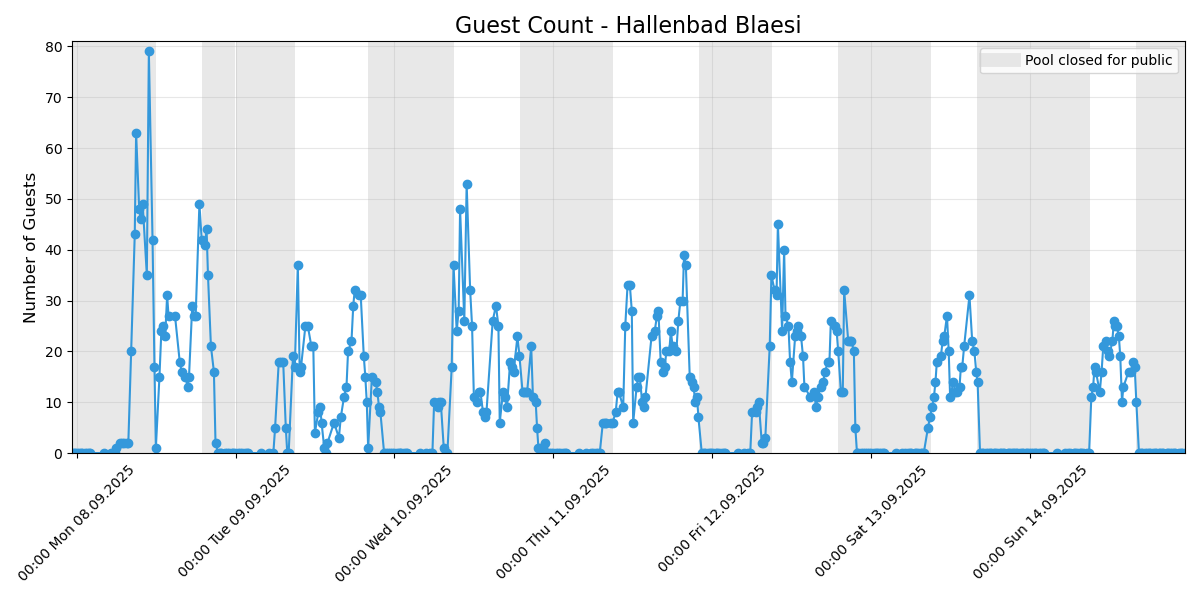 Guest Count - Hallenbad Blaesi
Pool closed for public
Number of Guests
80
70
60
50
40
30
20
10
0
00:00 Mon 08.09.2025
00:00 Tue 09.09.2025
00:00 Wed 10.09.2025
00:00 Thu 11.09.2025
00:00 Fri 12.09.2025
00:00 Sat 13.09.2025
00:00 Sun 14.09.2025